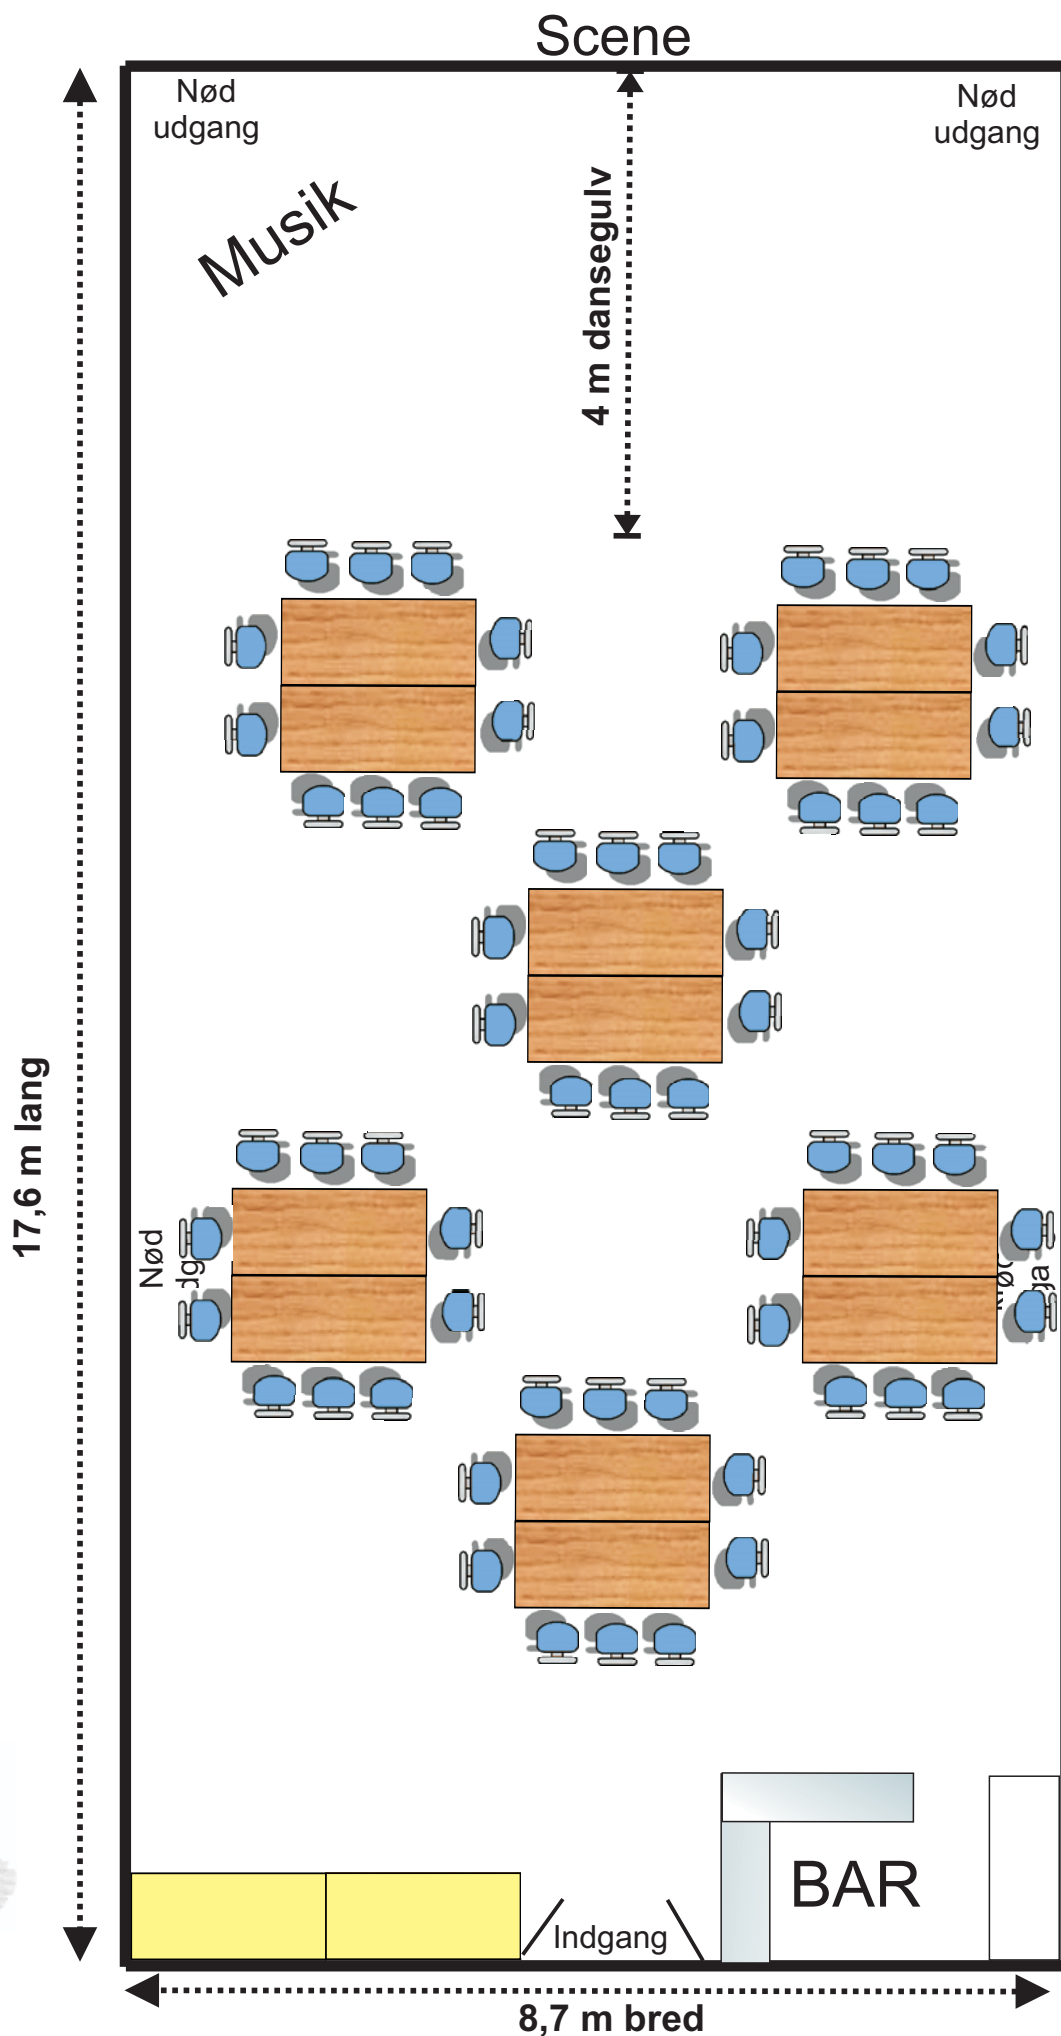 Scene
Nød
udgang
Nød
udgang
Musik
4 m dansegulv
17,6 m lang
Nød
BAR
Indgang
8,7 m bred